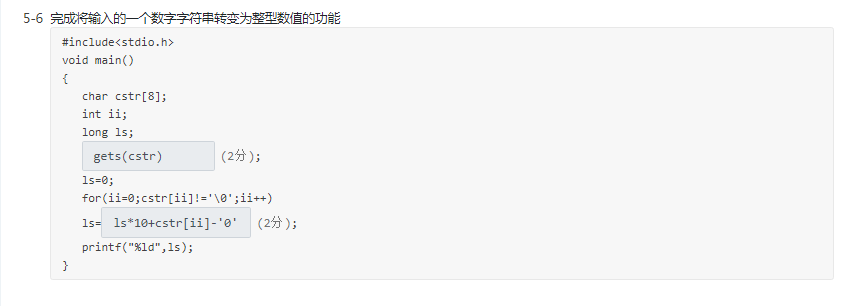 5-6 完成将输入的一个数字字符串转变为整型数值的功能
#include<stdio.h>
void main()
{
char cstr[8];
int ii;
long ls;
gets(cstr) (2分);
ls=0;
for(ii=0;cstr[ii]!='\0';ii++)
ls= ls*10+cstr[ii]-'0' (2分);
printf("%ld",ls);
}